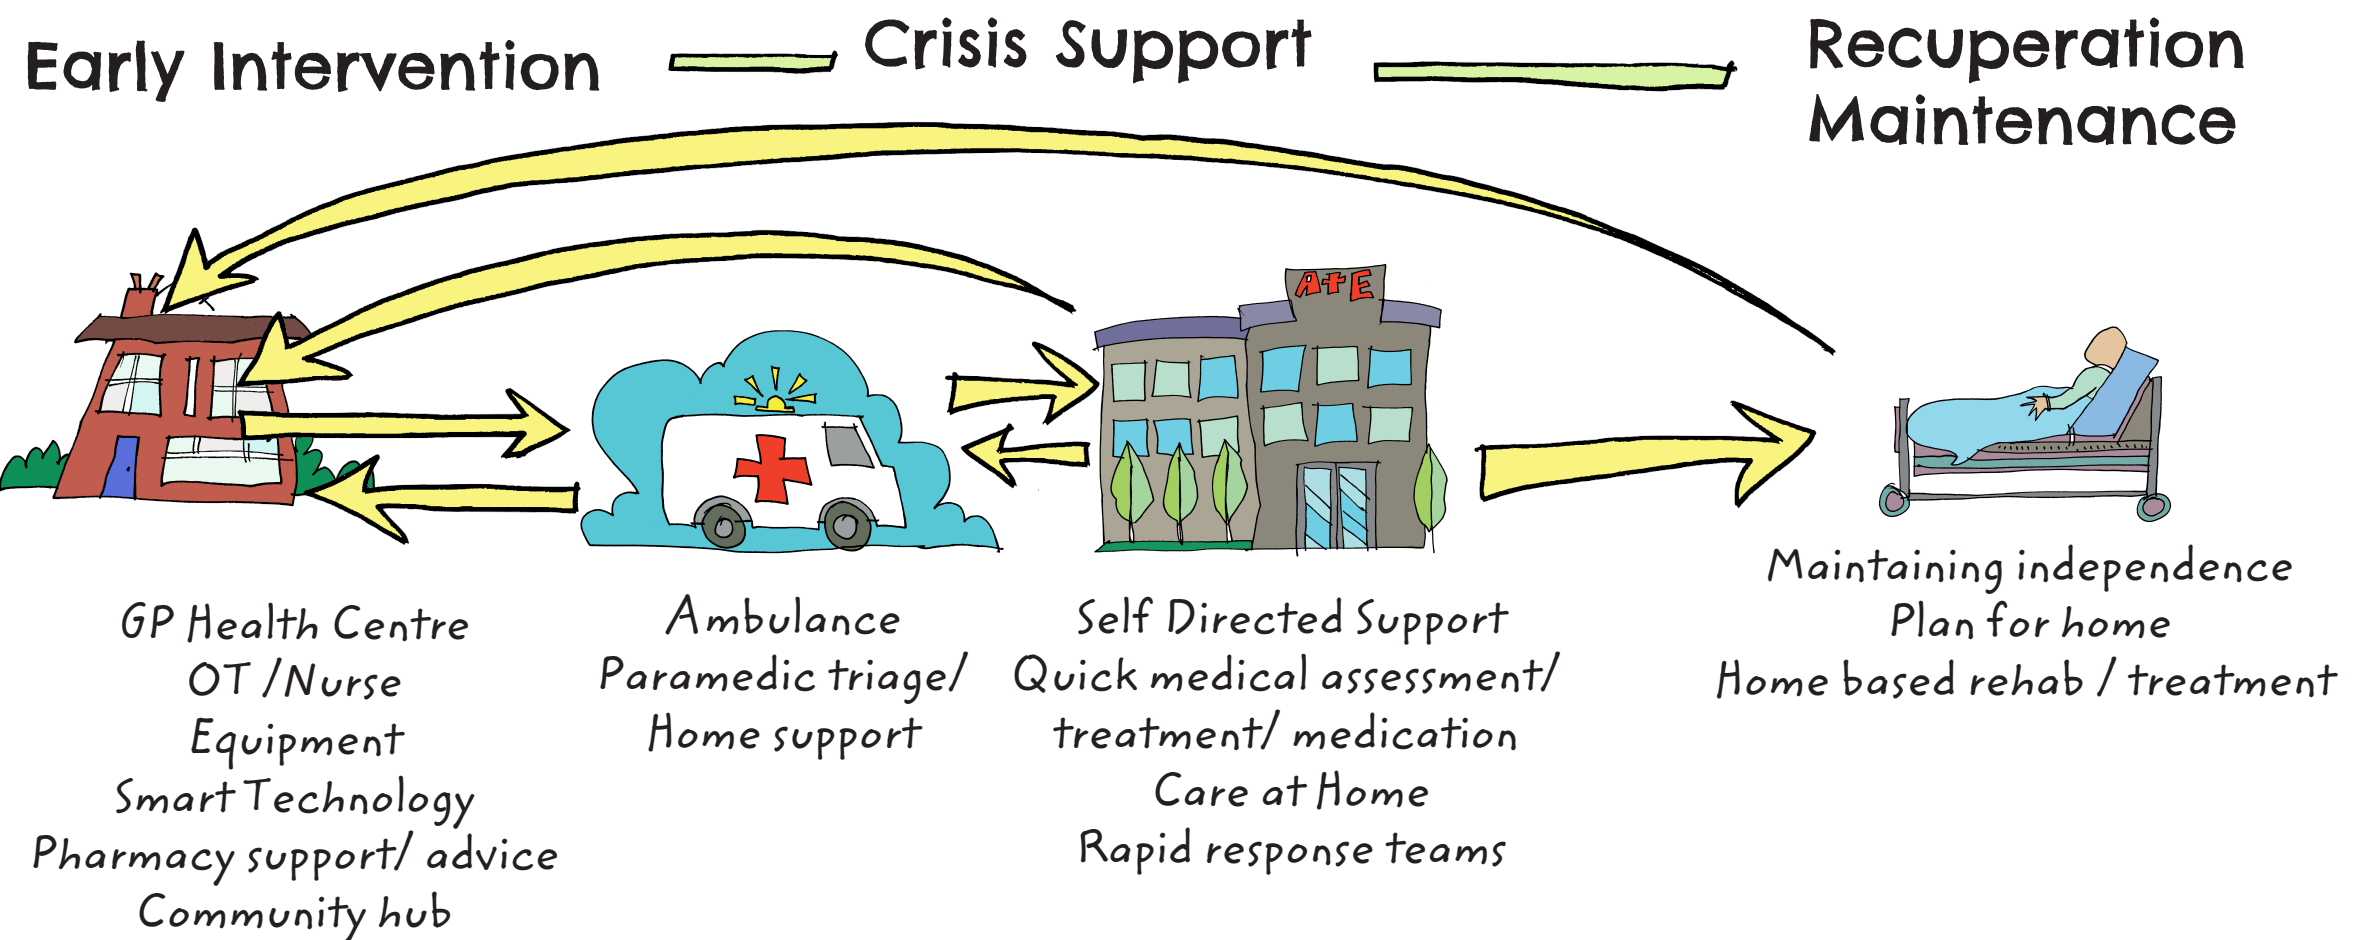 Early Intervention
Crisis Support
Recuperation
Maintenance
A+E
GP Health Centre
OT /Nurse
Equipment
Smart Technology
Pharmacy support/ advice
Community hub
Ambulance
Paramedic triage/
Home support
Self Directed Support
Quick medical assessment/
treatment/ medication
Care at Home
Rapid response teams
Maintaining independence
Plan for home
Home based rehab / treatment